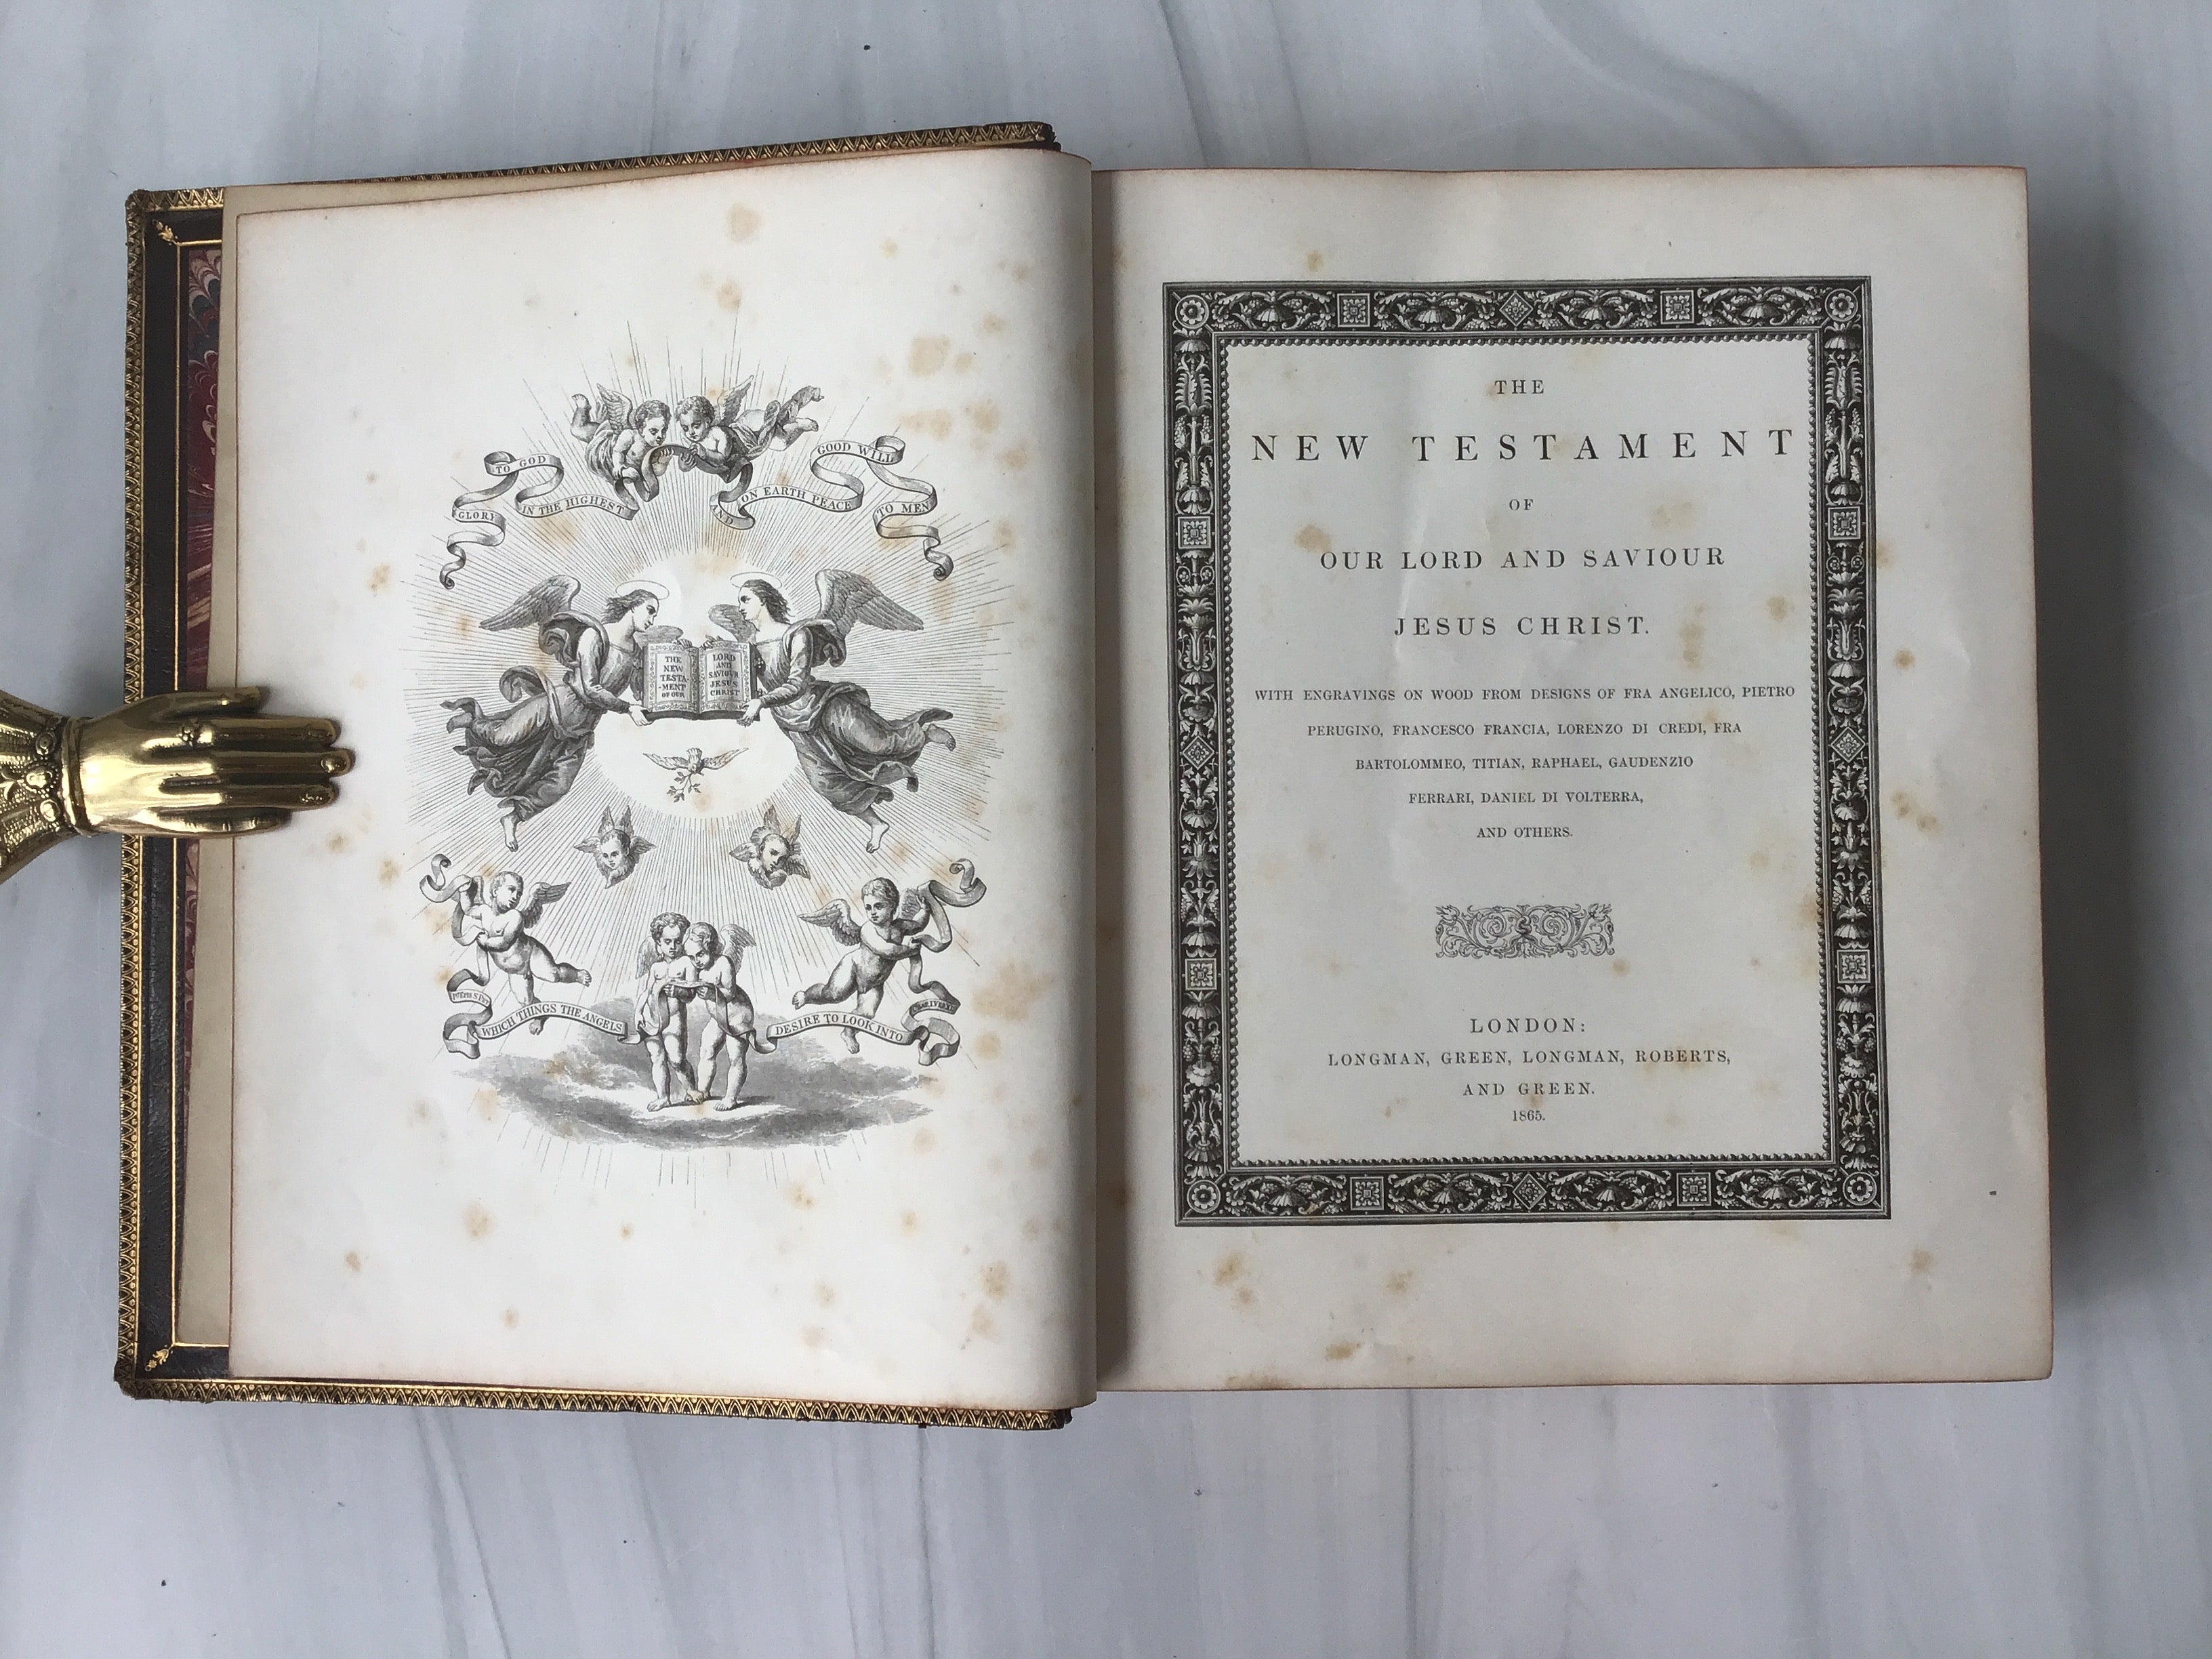 GLORY
TO GOD
IN THE HIGHEST
AND
ON EARTH PEACE
GOOD WILL
TO MEN
THE
NEW
TESTA-
-MENT
OF OUR
LORD
AND
SAVIOUR
JESUS
CHRIST
WHICH THINGS THE ANGELS
DESIRE TO LOOK INTO
THE
NEW TESTAMENT
OF
OUR LORD AND SAVIOUR
JESUS CHRIST.
WITH ENGRAVINGS ON WOOD FROM DESIGNS OF FRA ANGELICO, PIETRO
PERUGINO, FRANCESCO FRANCIA, LORENZO DI CREDI, FRA
BARTOLOMMEO, TITIAN, RAPHAEL, GAUDENZIO
FERRARI, DANIEL DI VOLTERRA,
AND OTHERS.
LONDON:
LONGMAN, GREEN, LONGMAN, ROBERTS,
AND GREEN.
1865.